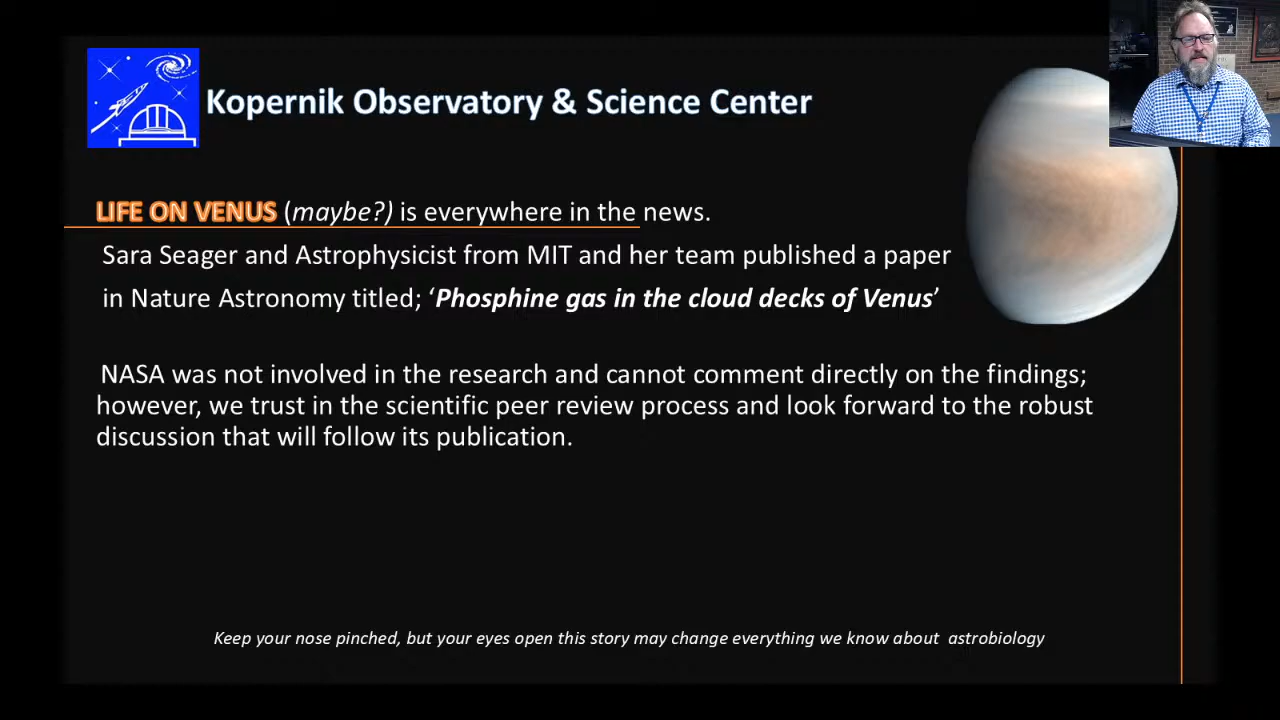 Kopernik Observatory & Science Center
LIFE ON VENUS (maybe?) is everywhere in the news.
Sara Seager and Astrophysicist from MIT and her team published a paper
in Nature Astronomy titled; ‘Phosphine gas in the cloud decks of Venus’
NASA was not involved in the research and cannot comment directly on the findings;
however, we trust in the scientific peer review process and look forward to the robust
discussion that will follow its publication.
Keep your nose pinched, but your eyes open this story may change everything we know about astrobiology